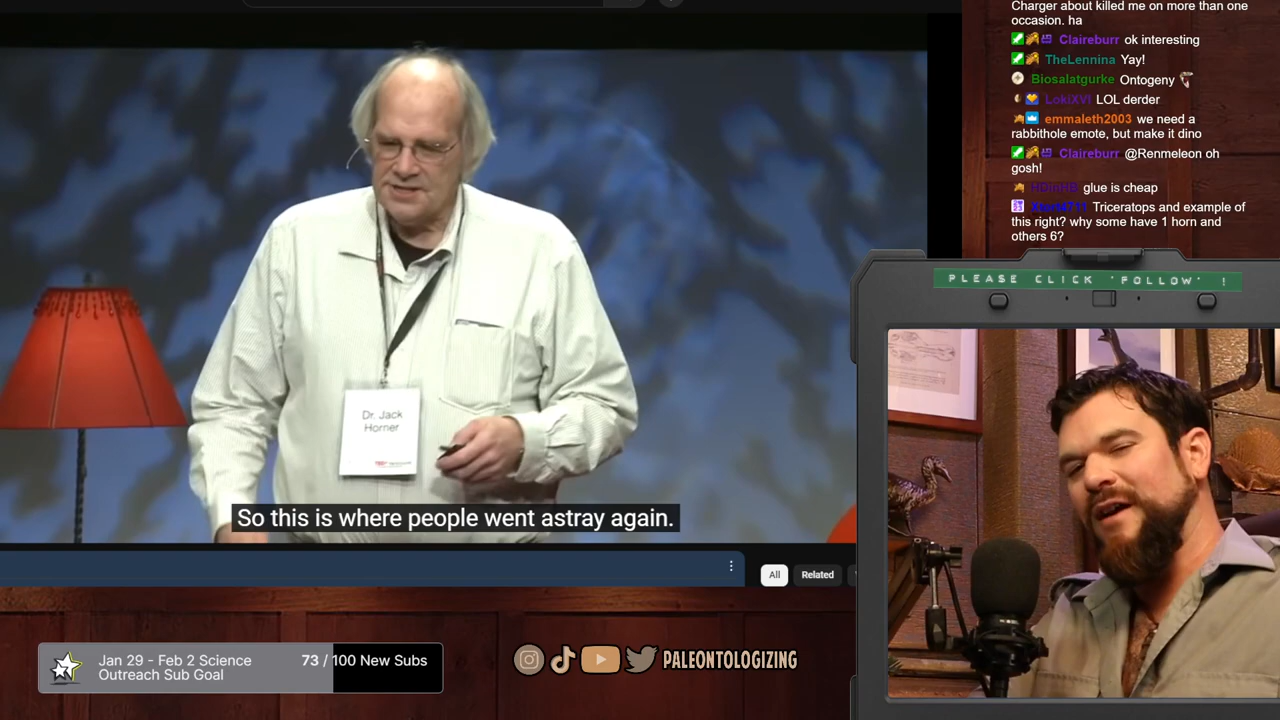 Charger about killed me on more than one
occasion. ha
Claireburr ok interesting
TheLennina Yay!
Biosalatgurke Ontogeny
LokiXVI LOL derder
emmaleth2003 we need a
rabbithole emote, but make it dino
Claireburr @Renmeleon oh
gosh!
glue is cheap
Triceratops and example of
this right? why some have 1 horn and
others 6?
PLEASE CLICK "FOLLOW" !
Dr. Jack
Horner
So this is where people went astray again.
All
Related
Jan 29 - Feb 2 Science
Outreach Sub Goal
73 / 100 New Subs
PALEONTOLOGIZING